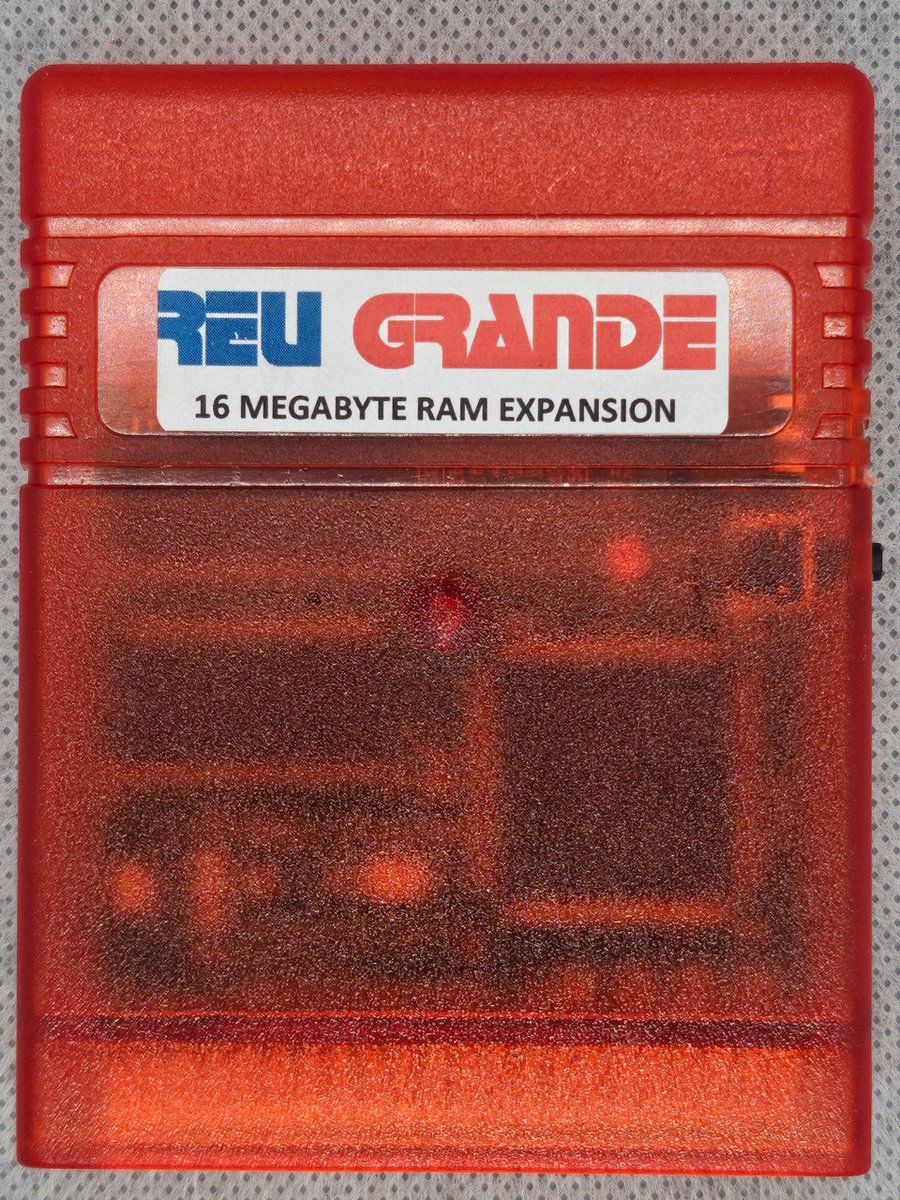 REU GRANDE
16 MEGABYTE RAM EXPANSION